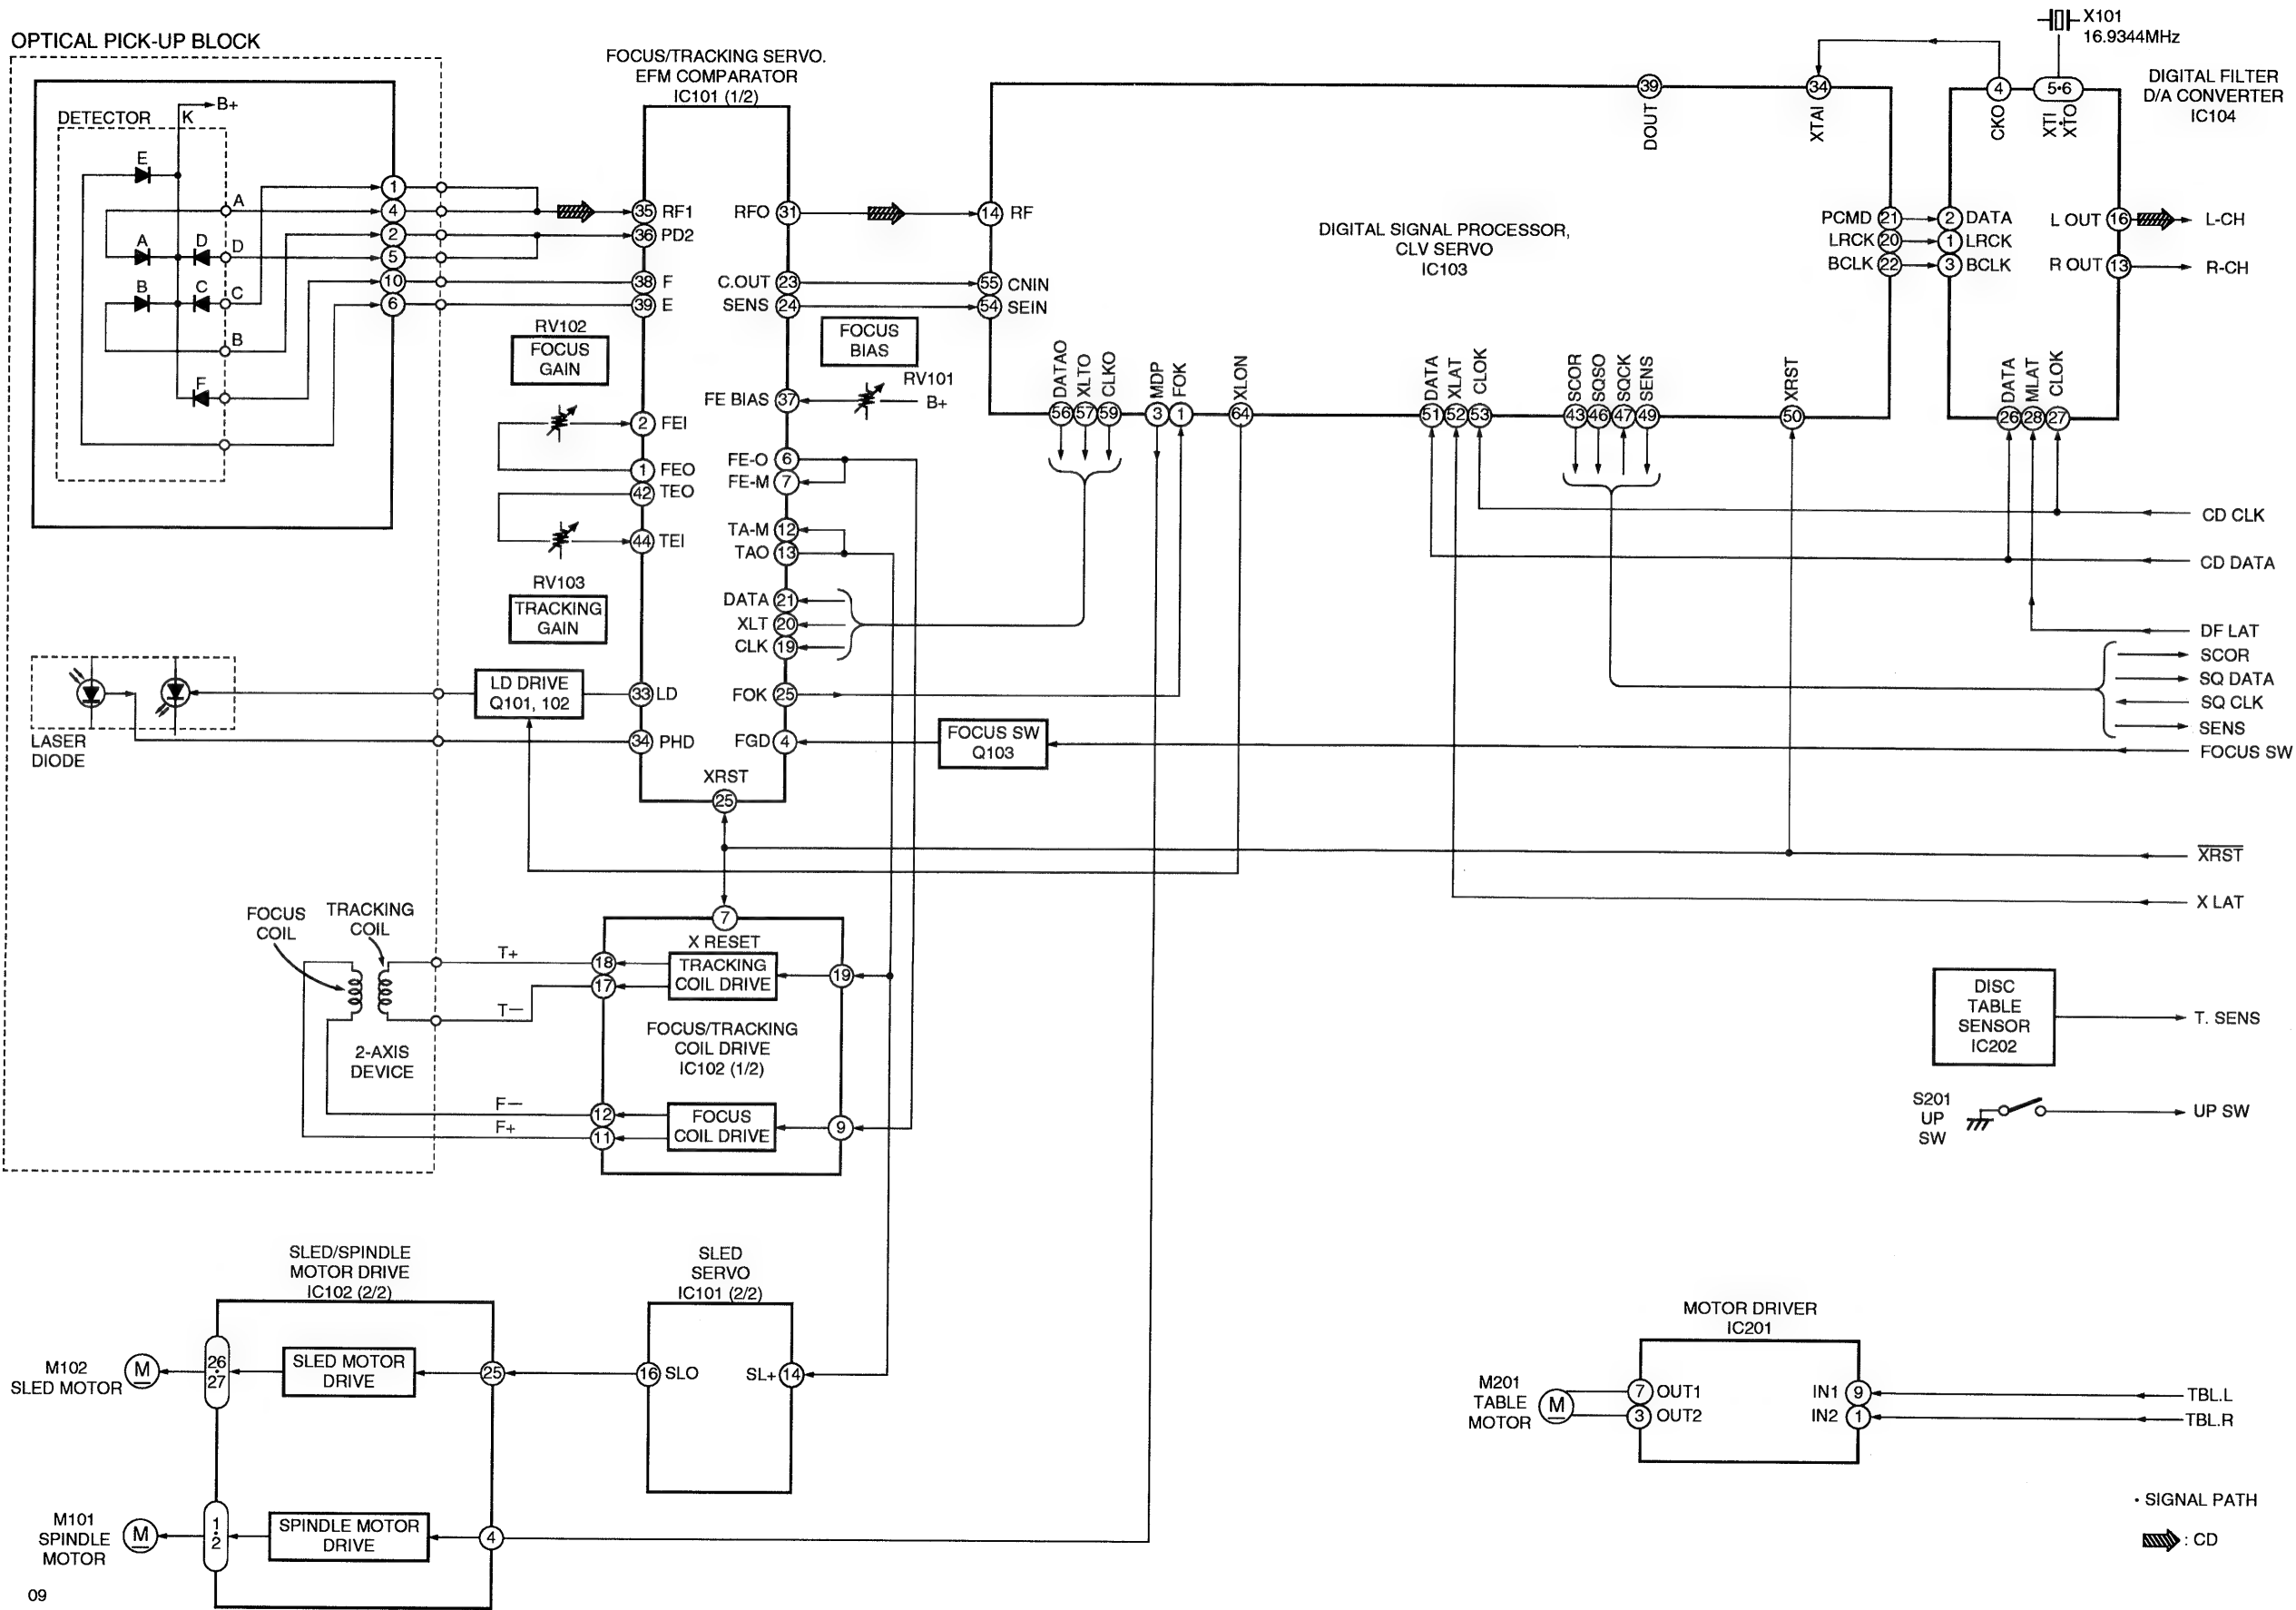 OPTICAL PICK-UP BLOCK
DETECTOR
K
B+
E
A
A
D
D
B
C
C
B
F
1
4
2
5
10
6
FOCUS/TRACKING SERVO.
EFM COMPARATOR
IC101 (1/2)
35 RF1
36 PD2
38 F
39 E
RV102
FOCUS
GAIN
2 FEI
1 FEO
42 TEO
44 TEI
RV103
TRACKING
GAIN
33 LD
34 PHD
RFO 31
C.OUT 23
SENS 24
FE BIAS 37
FE-O 6
FE-M 7
TA-M 12
TAO 13
DATA 21
XLT 20
CLK 19
FOK 25
FGD 4
XRST
25
FOCUS
BIAS
RV101
B+
LD DRIVE
Q101, 102
LASER
DIODE
FOCUS SW
Q103
DIGITAL SIGNAL PROCESSOR,
CLV SERVO
IC103
14 RF
55 CNIN
54 SEIN
39
DOUT
34
XTAI
PCMD 21
LRCK 20
BCLK 22
DATAO
XLTO
CLKO
MDP
FOK
XLON
DATA
XLAT
CLOK
SCOR
SQSO
SQCK
SENS
XRST
56 57 59 3 1 64 51 52 53 43 46 47 49 50
X101
16.9344MHz
DIGITAL FILTER
D/A CONVERTER
IC104
4
5•6
CKO
XTI
•
XTO
2 DATA
1 LRCK
3 BCLK
L OUT 16
R OUT 13
L-CH
R-CH
DATA
MLAT
CLOK
26 28 27
CD CLK
CD DATA
DF LAT
SCOR
SQ DATA
SQ CLK
SENS
FOCUS SW
XRST
X LAT
FOCUS
COIL
TRACKING
COIL
T+
T—
2-AXIS
DEVICE
F—
F+
7
X RESET
18
17
TRACKING
COIL DRIVE
19
FOCUS/TRACKING
COIL DRIVE
IC102 (1/2)
12
11
FOCUS
COIL DRIVE
9
DISC
TABLE
SENSOR
IC202
T. SENS
S201
UP
SW
UP SW
SLED/SPINDLE
MOTOR DRIVE
IC102 (2/2)
M102
SLED MOTOR
M
26
•
27
SLED MOTOR
DRIVE
25
SLED
SERVO
IC101 (2/2)
16 SLO
SL+ 14
M101
SPINDLE
MOTOR
M
1
•
2
SPINDLE MOTOR
DRIVE
4
MOTOR DRIVER
IC201
M201
TABLE
MOTOR
M
7 OUT1
3 OUT2
IN1 9
IN2 1
TBL.L
TBL.R
• SIGNAL PATH
: CD
09